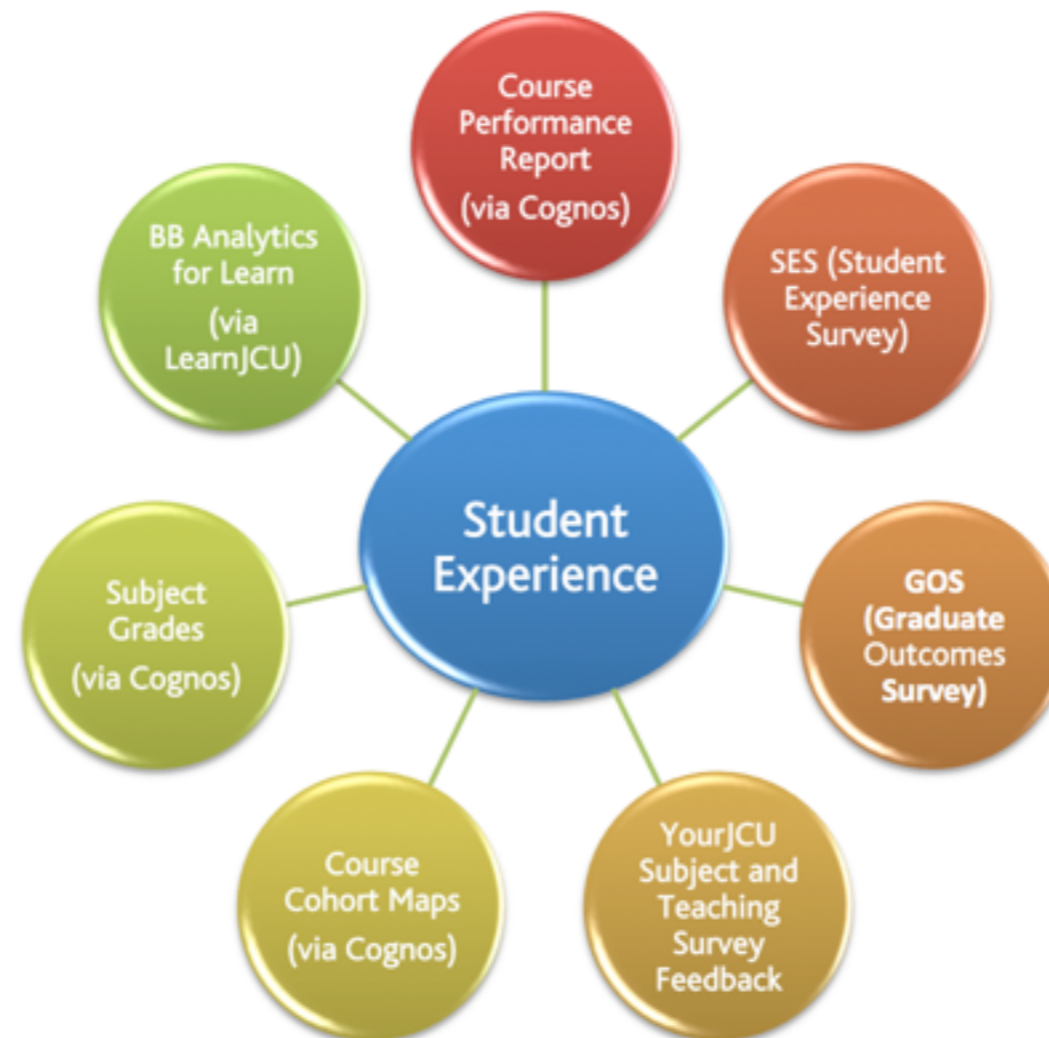 Course
Performance
Report
(via Cognos)
SES (Student
Experience
Survey)
GOS
(Graduate
Outcomes
Survey)
YourJCU
Subject and
Teaching
Survey
Feedback
Course
Cohort Maps
(via Cognos)
Subject
Grades
(via Cognos)
BB Analytics
for Learn
(via
LearnJCU)
Student
Experience